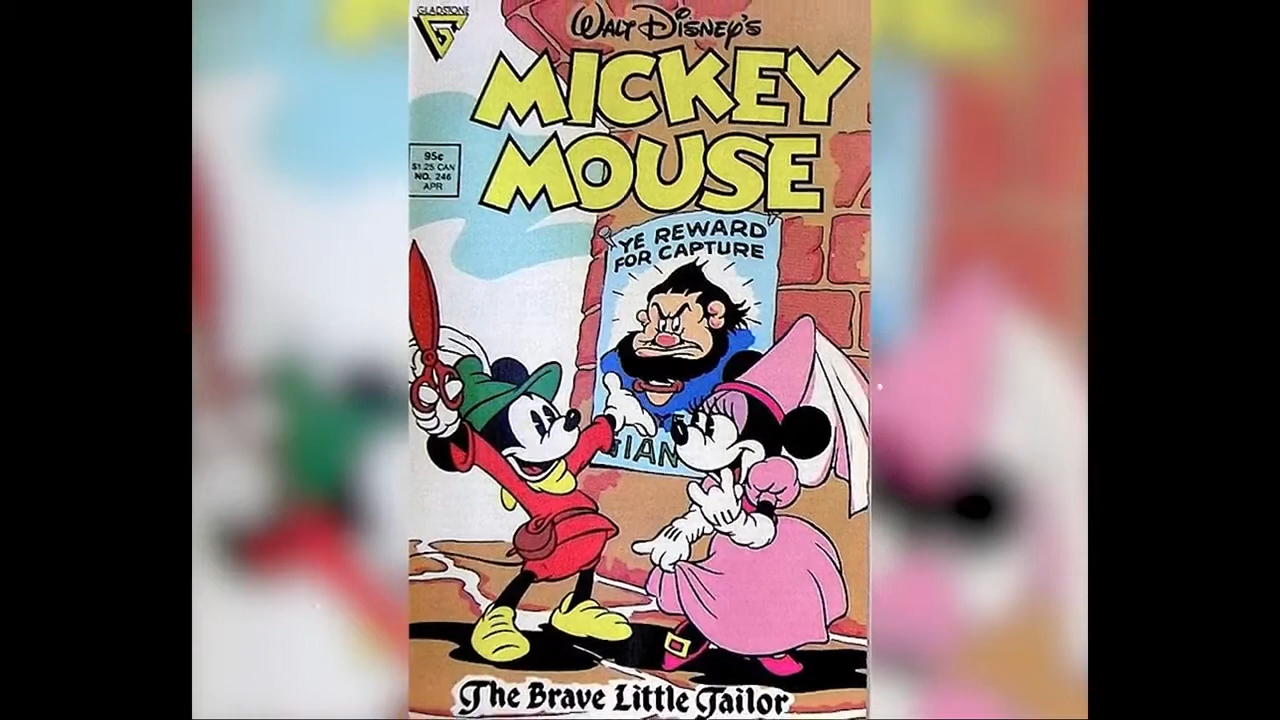 GLADSTONE
WALT DISNEY'S
MICKEY
MOUSE
95¢
$1.25 CAN
NO. 246
APR
YE REWARD
FOR CAPTURE
GIAN
The Brave Little Tailor